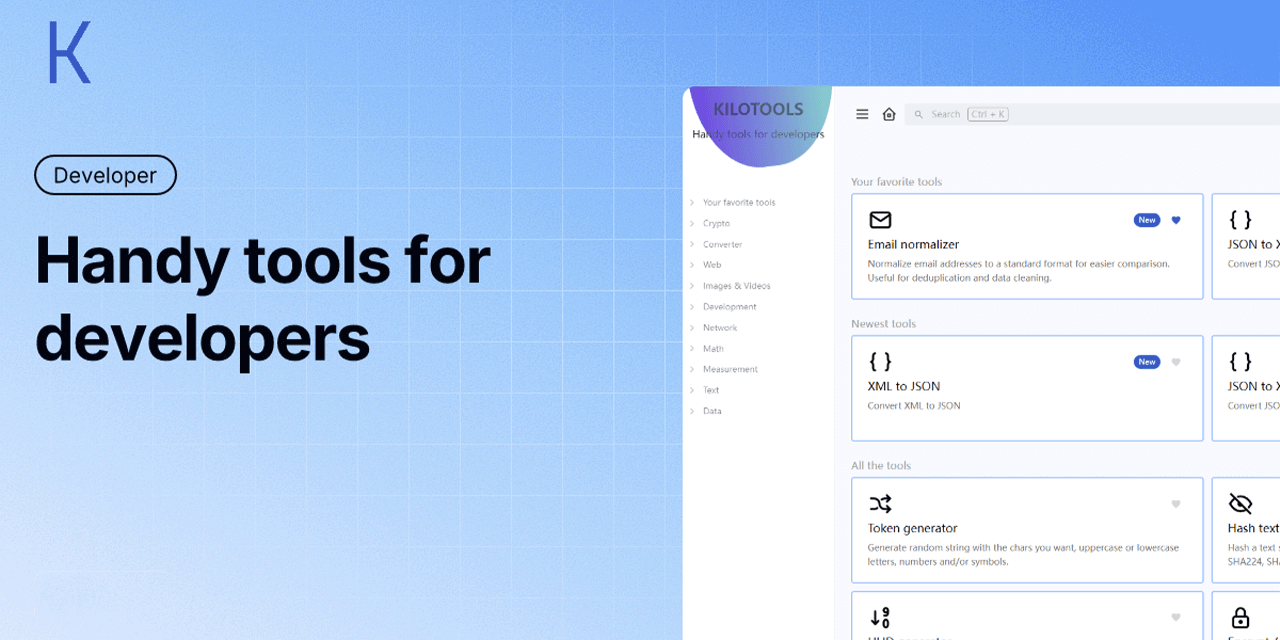 K
Developer
Handy tools for
developers
KILOTOOLS
Handy tools for developers
Your favorite tools
Crypto
Converter
Web
Images & Videos
Development
Network
Math
Measurement
Text
Data
Search Ctrl + K
Your favorite tools
New
Email normalizer
Normalize email addresses to a standard format for easier comparison.
Useful for deduplication and data cleaning.
{ }
JSON to X
Convert JSO
Newest tools
{ }
New
XML to JSON
Convert XML to JSON
{ }
JSON to X
Convert JSO
All the tools
Token generator
Generate random string with the chars you want, uppercase or lowercase
letters, numbers and/or symbols.
Hash text
Hash a text s
SHA224, SHA